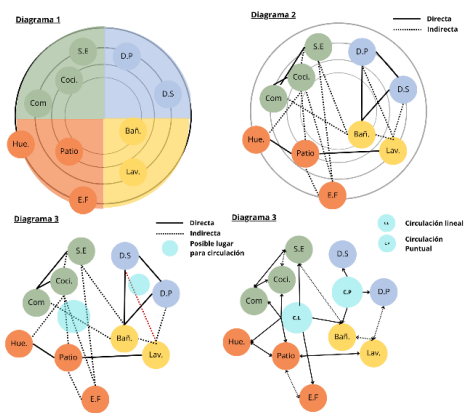 Diagrama 1
S.E
D.P
Coci.
D.S
Com
Bañ.
Hue.
Patio
Lav.
E.F
Diagrama 2
Directa
Indirecta
S.E
D.P
Coci.
D.S
Com
Bañ.
Hue.
Patio
Lav.
E.F
Diagrama 3
Directa
Indirecta
Posible lugar
para circulación
S.E
D.S
Coci.
D.P
Com
Bañ.
Hue.
Patio
Lav.
E.F
Diagrama 3
C.L
Circulación lineal
C.P
Circulación
Puntual
S.E
D.S
Coci.
C.P
D.P
Com
C.L
Bañ.
Hue.
Patio
Lav,
E.F